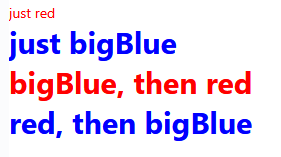 just red
just bigBlue
bigBlue, then red
red, then bigBlue